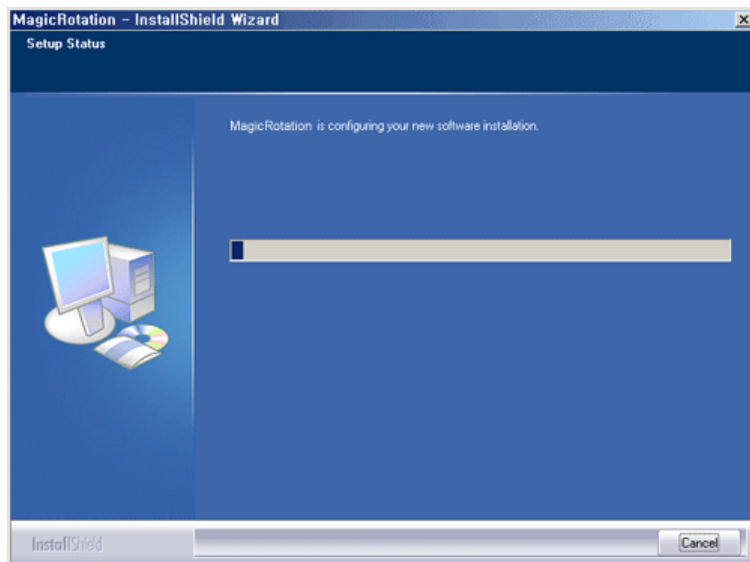 MagicRotation - InstallShield Wizard
Setup Status
MagicRotation is configuring your new software installation.
InstallShield
Cancel